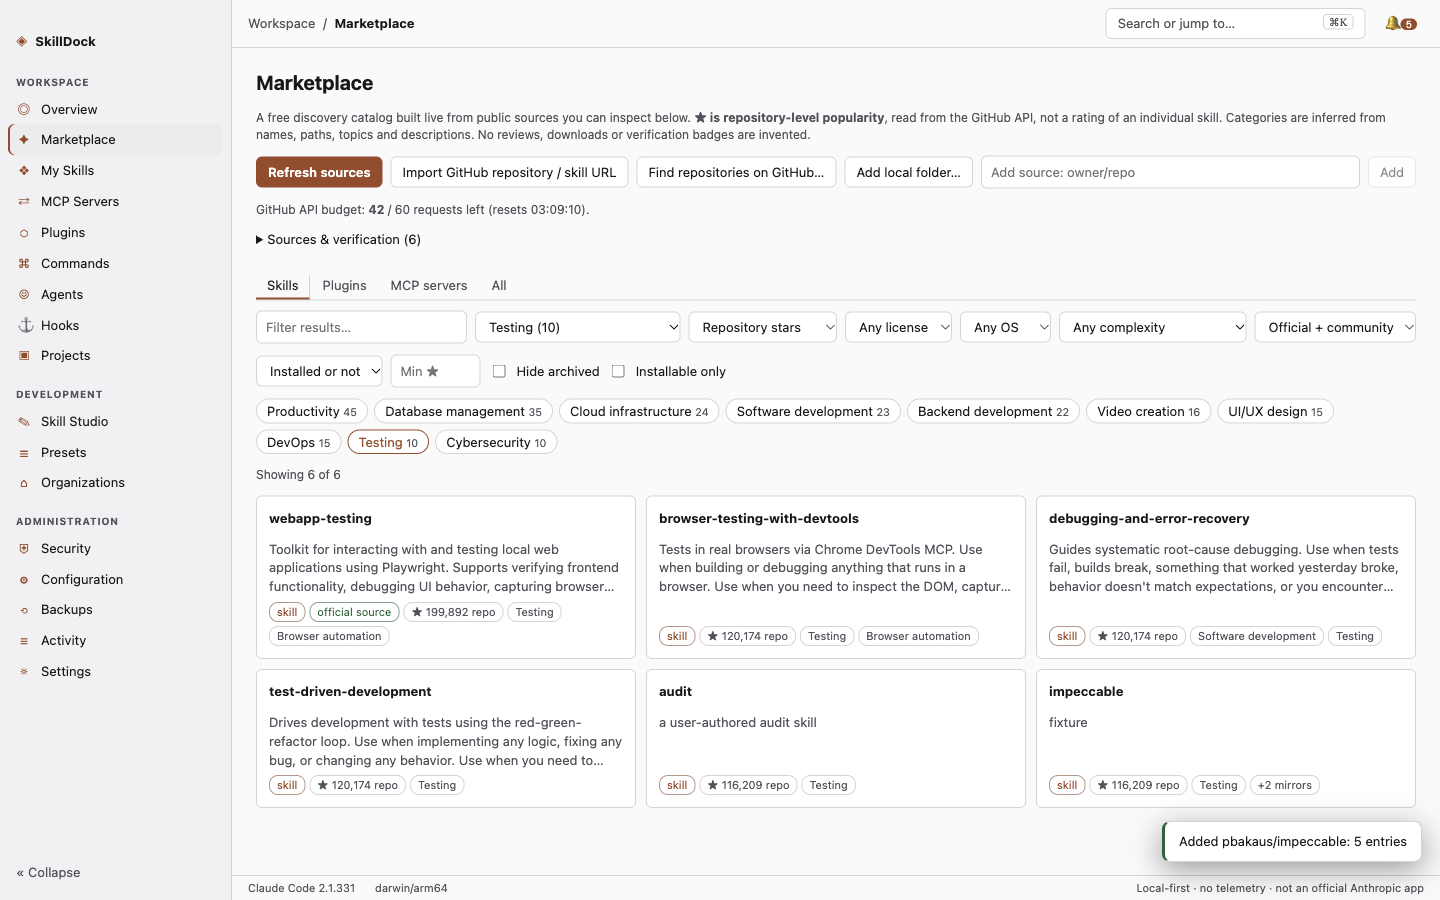 SkillDock
WORKSPACE
Overview
Marketplace
My Skills
MCP Servers
Plugins
Commands
Agents
Hooks
Projects
DEVELOPMENT
Skill Studio
Presets
Organizations
ADMINISTRATION
Security
Configuration
Backups
Activity
Settings
« Collapse
Workspace / Marketplace
Search or jump to… ⌘K
5
Marketplace
A free discovery catalog built live from public sources you can inspect below. ★ is repository-level popularity, read from the GitHub API, not a rating of an individual skill. Categories are inferred from
names, paths, topics and descriptions. No reviews, downloads or verification badges are invented.
Refresh sources
Import GitHub repository / skill URL
Find repositories on GitHub…
Add local folder…
Add source: owner/repo
Add
GitHub API budget: 42 / 60 requests left (resets 03:09:10).
Sources & verification (6)
Skills Plugins MCP servers All
Filter results…
Testing (10)
Repository stars
Any license
Any OS
Any complexity
Official + community
Installed or not
Min ★
Hide archived
Installable only
Productivity 45
Database management 35
Cloud infrastructure 24
Software development 23
Backend development 22
Video creation 16
UI/UX design 15
DevOps 15
Testing 10
Cybersecurity 10
Showing 6 of 6
webapp-testing
Toolkit for interacting with and testing local web
applications using Playwright. Supports verifying frontend
functionality, debugging UI behavior, capturing browser…
skill official source ★ 199,892 repo Testing
Browser automation
browser-testing-with-devtools
Tests in real browsers via Chrome DevTools MCP. Use
when building or debugging anything that runs in a
browser. Use when you need to inspect the DOM, captur…
skill ★ 120,174 repo Testing Browser automation
debugging-and-error-recovery
Guides systematic root-cause debugging. Use when tests
fail, builds break, something that worked yesterday broke,
behavior doesn't match expectations, or you encounter…
skill ★ 120,174 repo Software development Testing
test-driven-development
Drives development with tests using the red-green-
refactor loop. Use when implementing any logic, fixing any
bug, or changing any behavior. Use when you need to…
skill ★ 120,174 repo Testing
audit
a user-authored audit skill
skill ★ 116,209 repo Testing
impeccable
fixture
skill ★ 116,209 repo Testing +2 mirrors
Added pbakaus/impeccable: 5 entries
Claude Code 2.1.331 darwin/arm64
Local-first · no telemetry · not an official Anthropic app